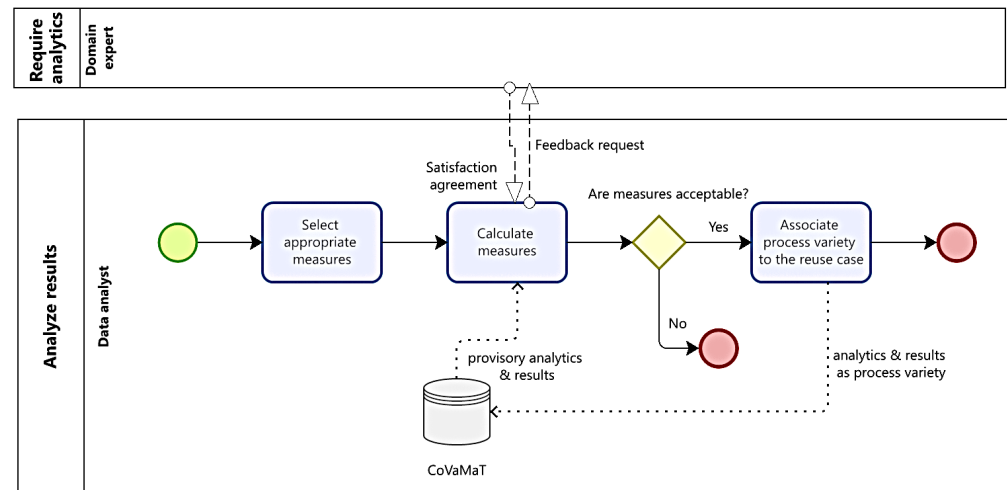 Require
analytics
Domain
expert
Feedback request
Satisfaction
agreement
Are measures acceptable?
Analyze results
Data analyst
Select
appropriate
measures
Calculate
measures
Yes
Associate
process variety
to the reuse case
No
provisory analytics
& results
analytics & results
as process variety
CoVaMaT